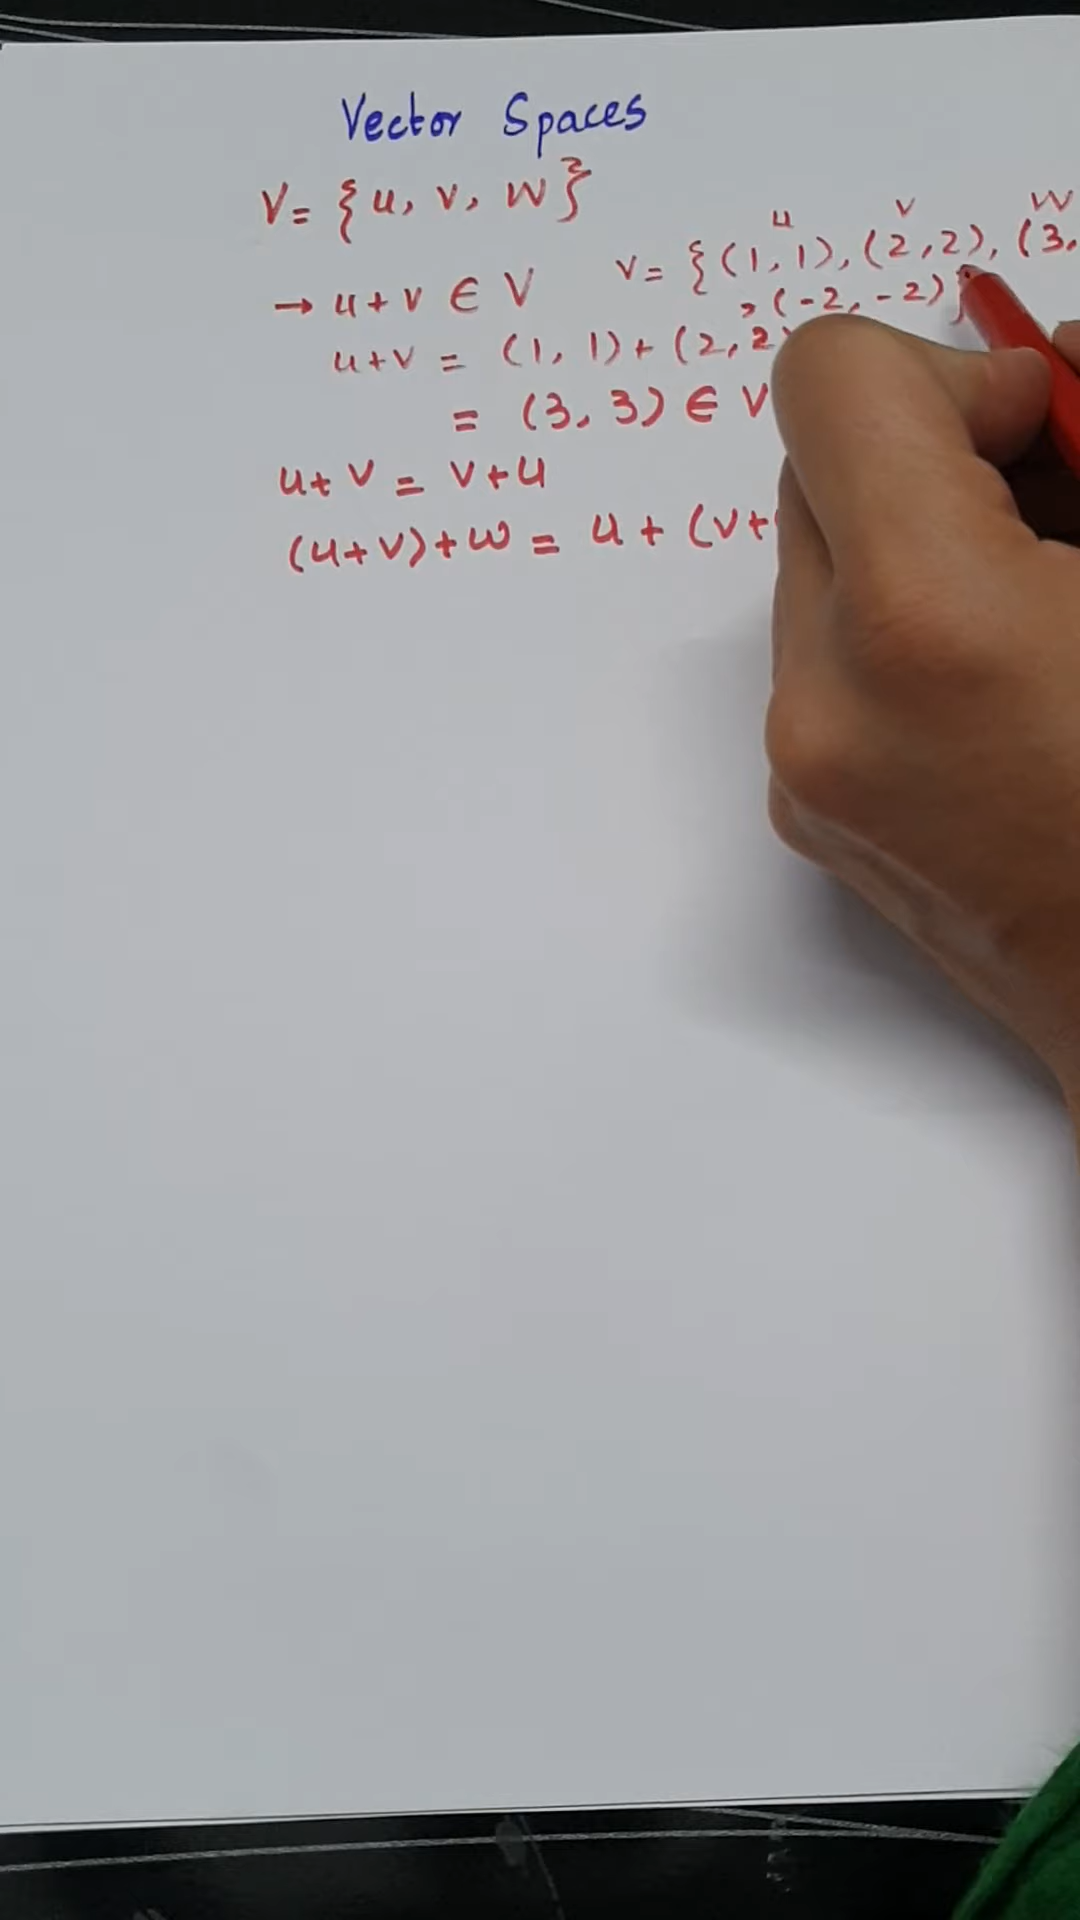 Vector Spaces
V = {u, v, W}
u v W
→ u + v ∈ V V = {(1, 1), (2, 2), (3,
, (-2, -2)}
u + v = (1, 1) + (2, 2)
= (3, 3) ∈ V
u + v = v + u
(u + v) + w = u + (v +